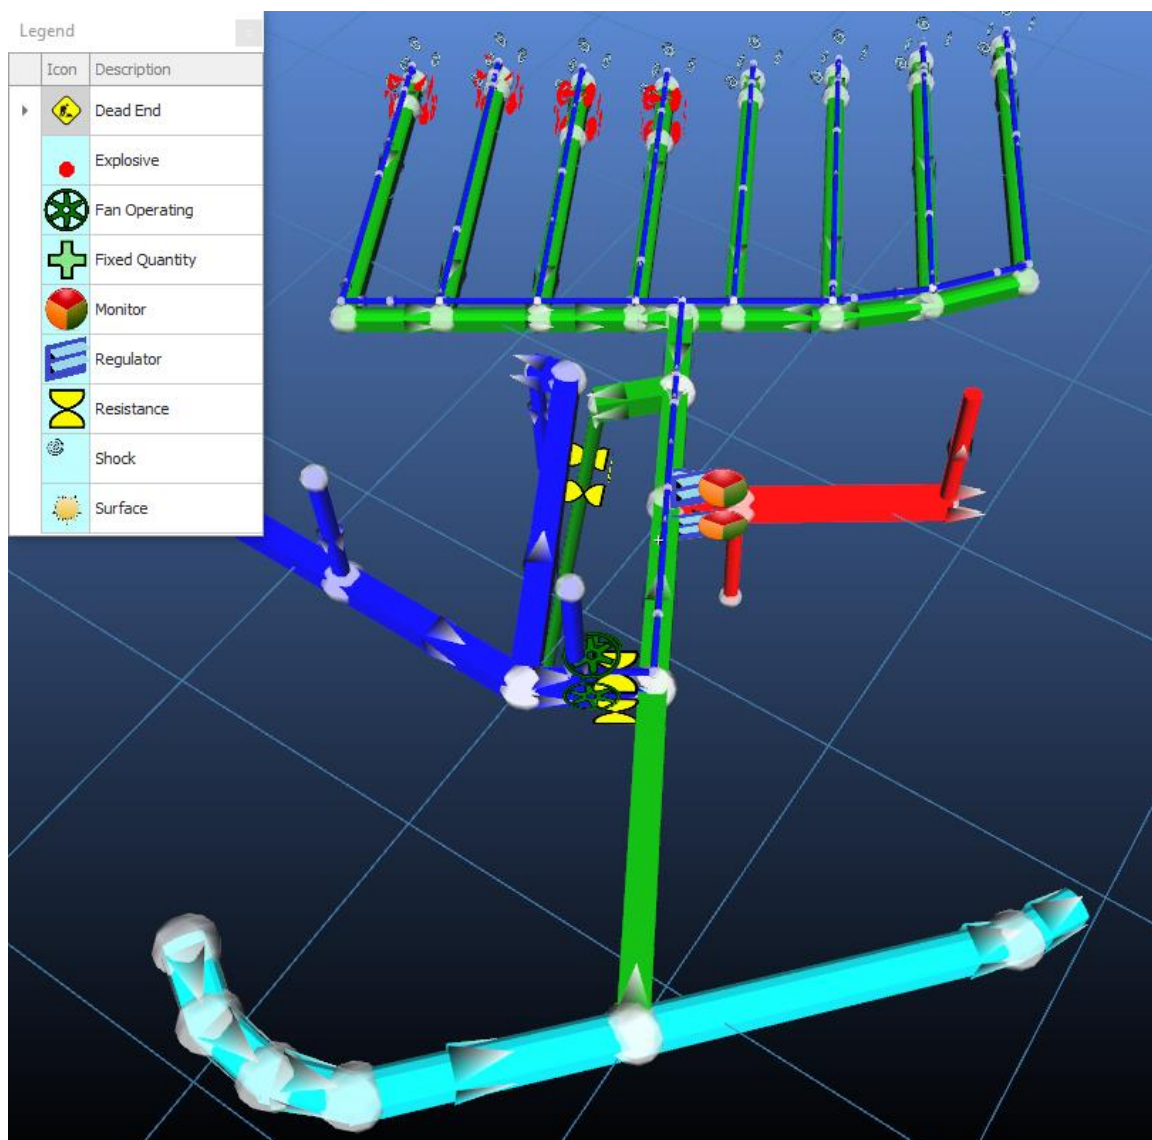 Legend
Icon Description
Dead End
Explosive
Fan Operating
Fixed Quantity
Monitor
Regulator
Resistance
Shock
Surface